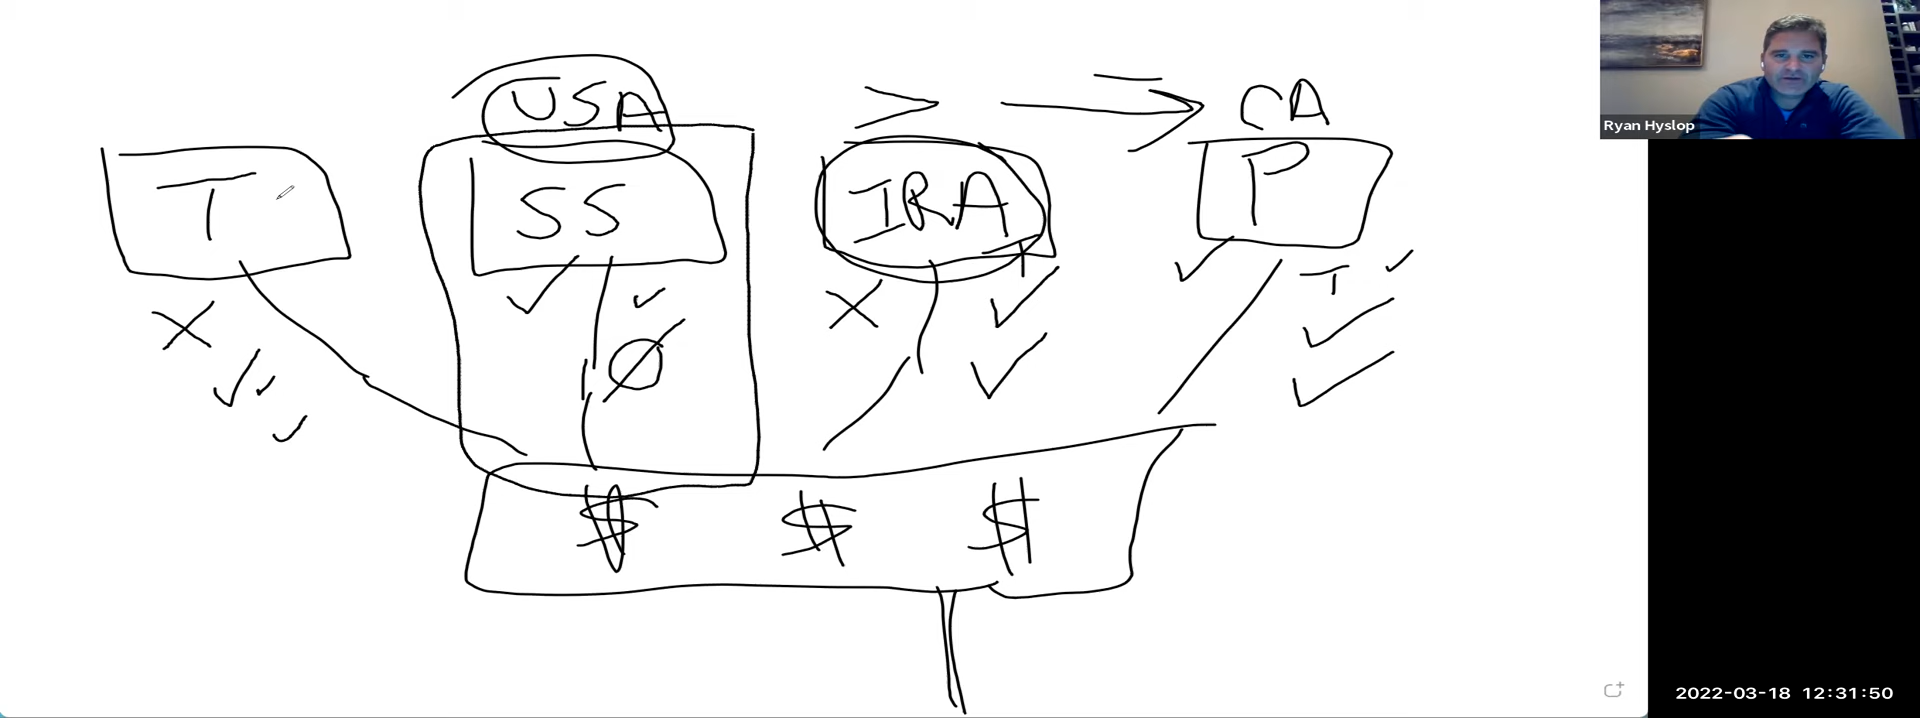 USA > → CA
T SS IRA P
T
$ $ $
Ryan Hyslop
2022-03-18 12:31:50